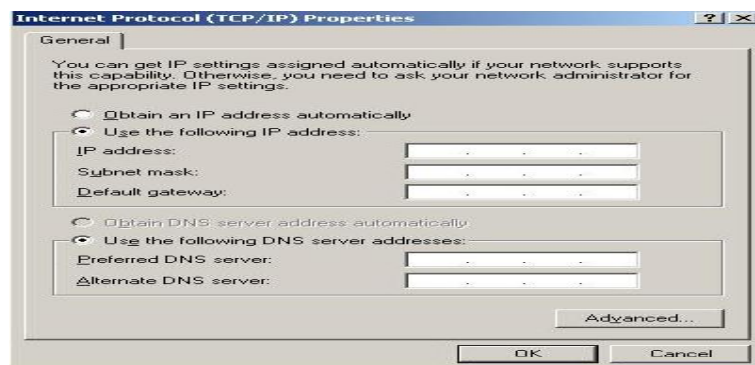 Internet Protocol (TCP/IP) Properties
General
You can get IP settings assigned automatically if your network supports
this capability. Otherwise, you need to ask your network administrator for
the appropriate IP settings.
Obtain an IP address automatically
Use the following IP address:
IP address:
Subnet mask:
Default gateway:
Obtain DNS server address automatically
Use the following DNS server addresses:
Preferred DNS server:
Alternate DNS server:
Advanced...
OK
Cancel